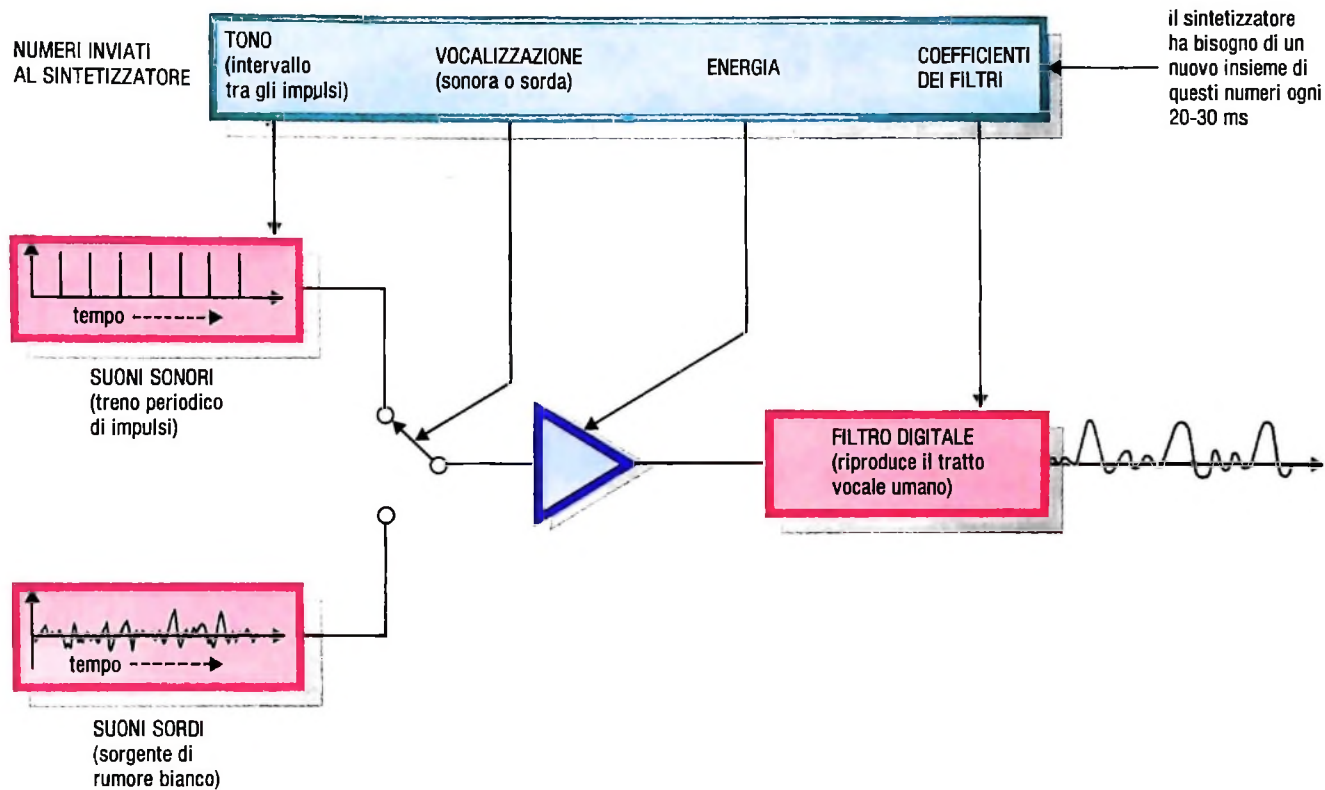 NUMERI INVIATI
AL SINTETIZZATORE
TONO
(intervallo
tra gli impulsi)
VOCALIZZAZIONE
(sonora o sorda)
ENERGIA
COEFFICIENTI
DEI FILTRI
il sintetizzatore
ha bisogno di un
nuovo insieme di
questi numeri ogni
20-30 ms
tempo
SUONI SONORI
(treno periodico
di impulsi)
FILTRO DIGITALE
(riproduce il tratto
vocale umano)
tempo
SUONI SORDI
(sorgente di
rumore bianco)